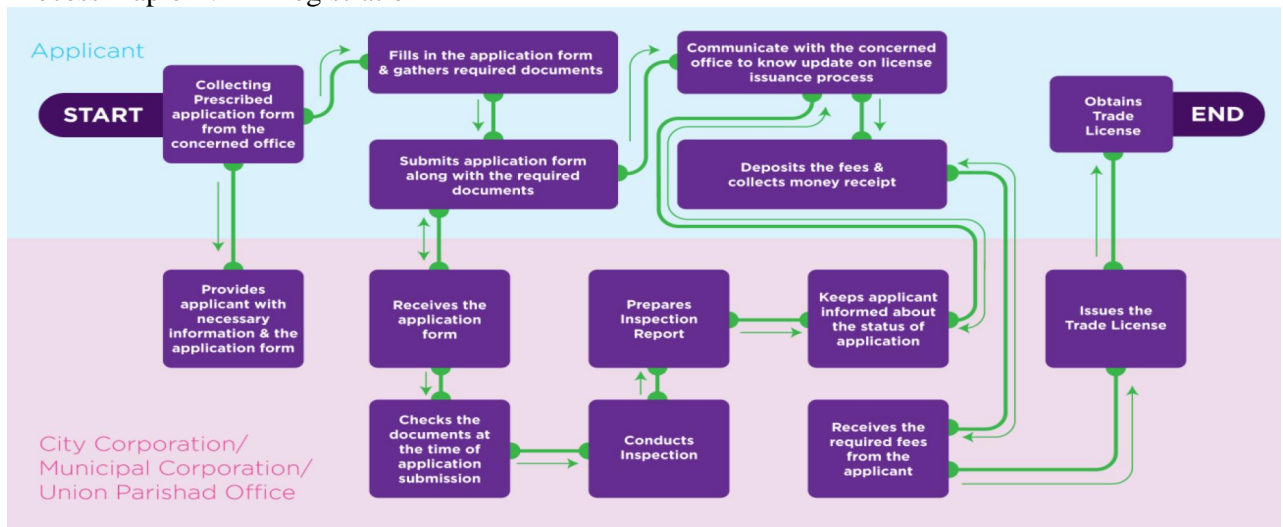 Process Map of Registration
Applicant
START
Collecting
Prescribed
application form
from the
concerned office
Fills in the application form
& gathers required documents
Communicate with the concerned
office to know update on license
issuance process
Obtains
Trade
License
END
Submits application form
along with the required
documents
Deposits the fees &
collects money receipt
Provides
applicant with
necessary
information & the
application form
Receives the
application
form
Prepares
Inspection
Report
Keeps applicant
informed about
the status of
application
Issues the
Trade License
Checks the
documents at
the time of
application
submission
Conducts
Inspection
Receives the
required fees
from the
applicant
City Corporation/
Municipal Corporation/
Union Parishad Office